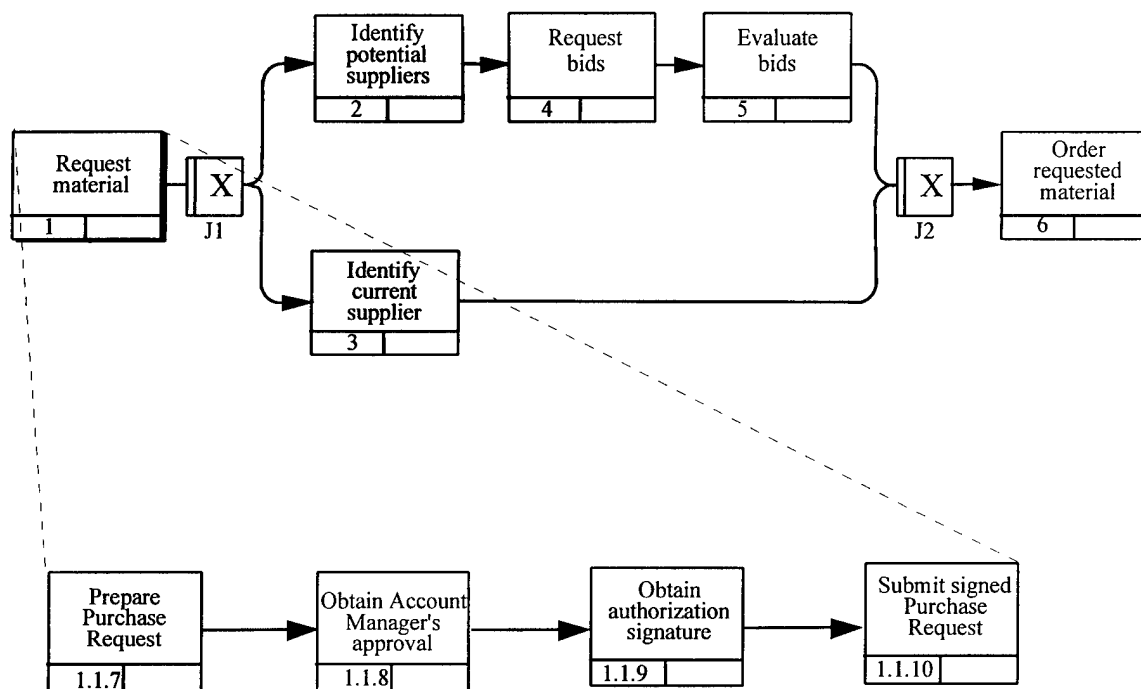 Identify
potential
suppliers
2
Request
bids
4
Evaluate
bids
5
Request
material
1
X
J1
X
J2
Order
requested
material
6
Identify
current
supplier
3
Prepare
Purchase
Request
1.1.7
Obtain Account
Manager's
approval
1.1.8
Obtain
authorization
signature
1.1.9
Submit signed
Purchase
Request
1.1.10